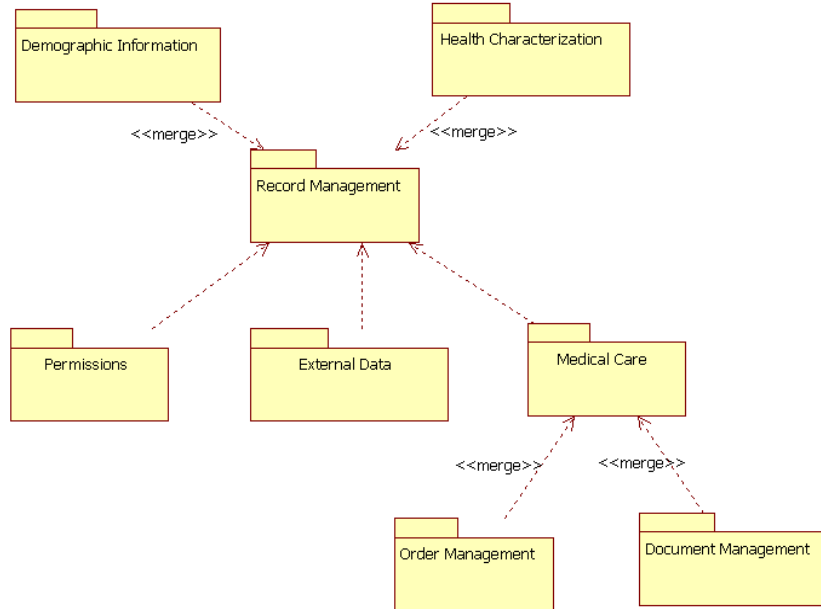 Demographic Information
Health Characterization
<<merge>>
<<merge>>
Record Management
Permissions
External Data
Medical Care
<<merge>>
<<merge>>
Order Management
Document Management